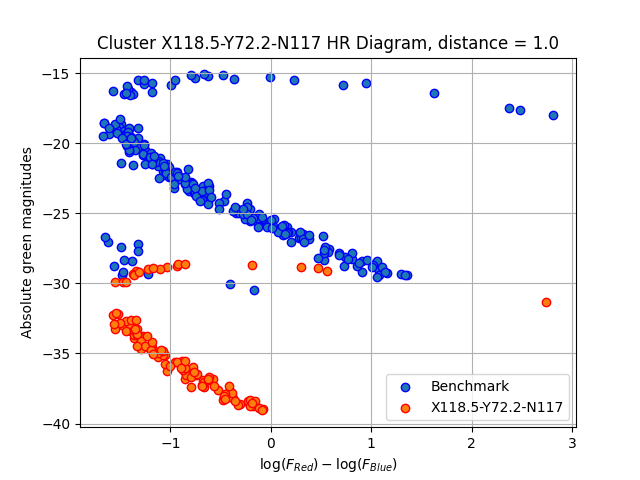 Cluster X118.5-Y72.2-N117 HR Diagram, distance = 1.0
Absolute green magnitudes
−15
−20
−25
−30
−35
−40
Benchmark
X118.5-Y72.2-N117
−1
0
1
2
3
log(F_Red) − log(F_Blue)